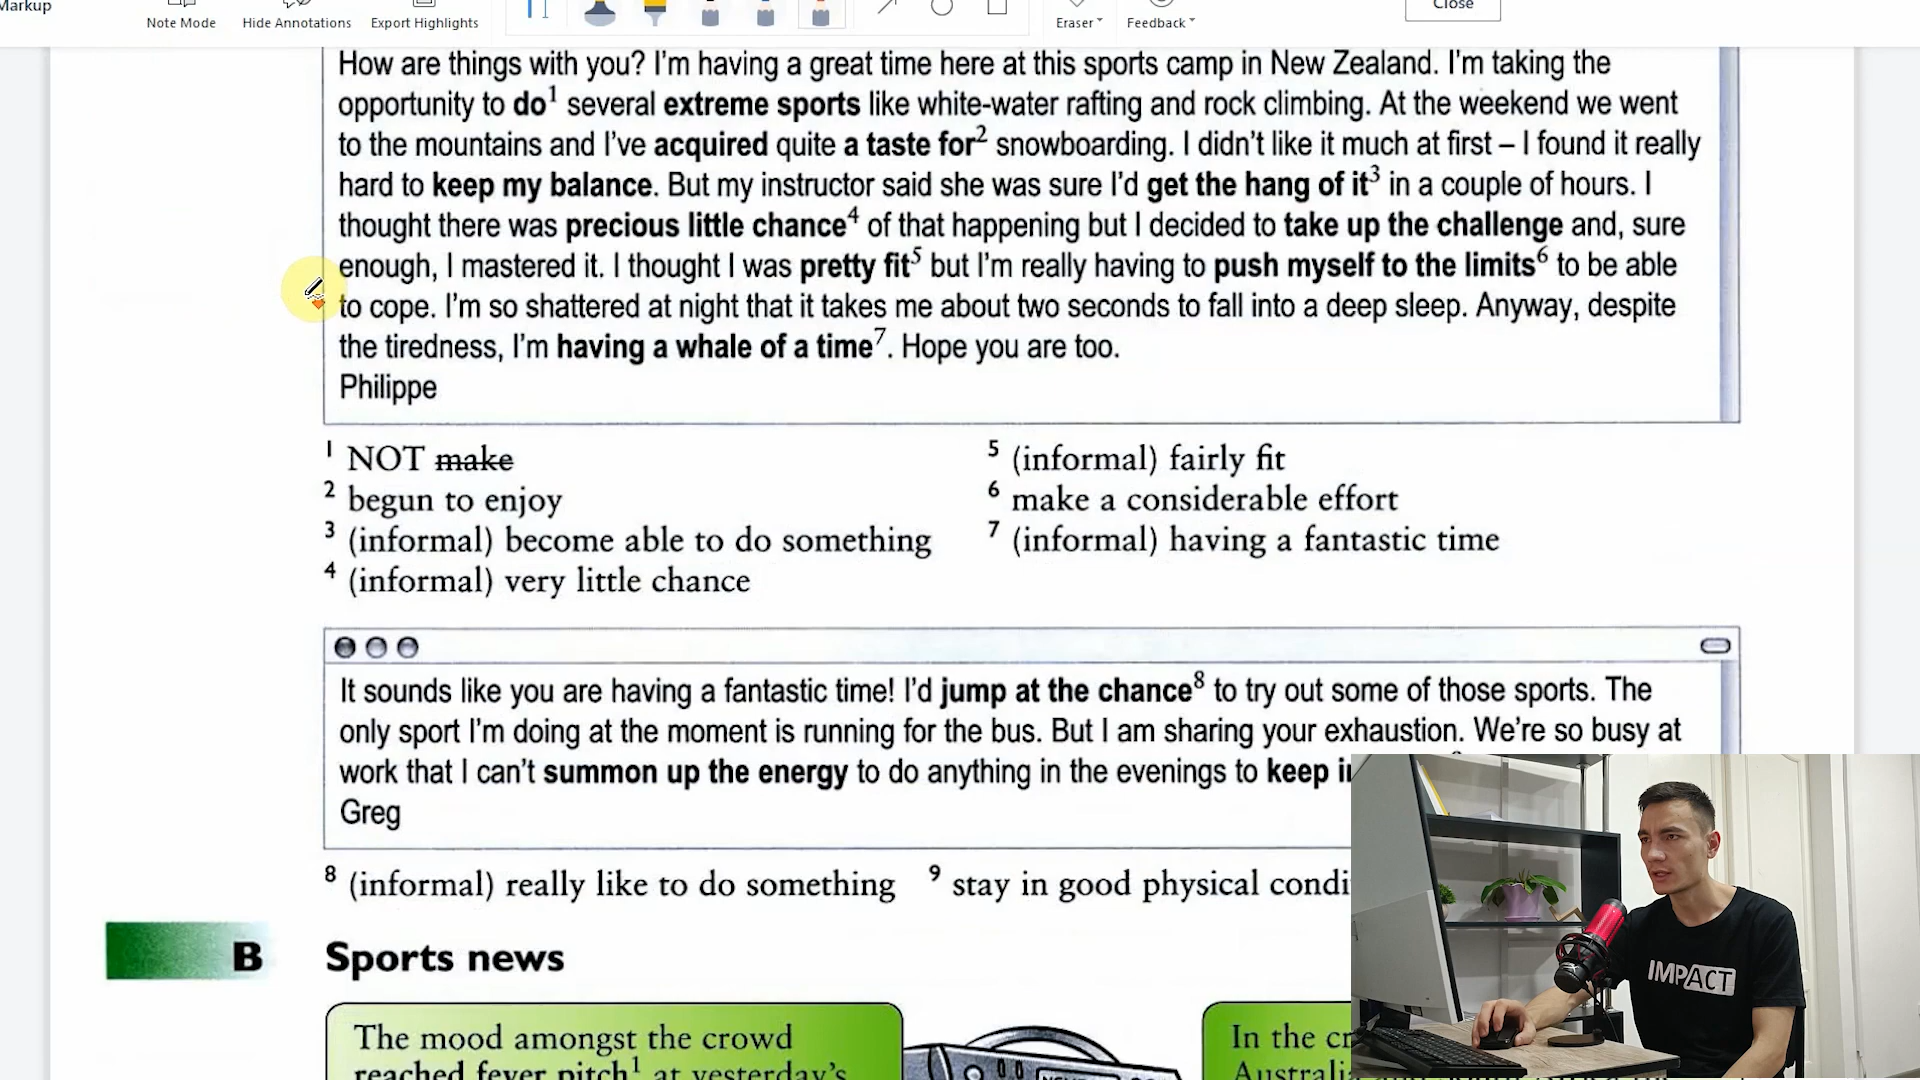 Markup
Note Mode
Hide Annotations
Export Highlights
Eraser
Feedback
Close
How are things with you? I'm having a great time here at this sports camp in New Zealand. I'm taking the
opportunity to do1 several extreme sports like white-water rafting and rock climbing. At the weekend we went
to the mountains and I've acquired quite a taste for2 snowboarding. I didn't like it much at first – I found it really
hard to keep my balance. But my instructor said she was sure I'd get the hang of it3 in a couple of hours. I
thought there was precious little chance4 of that happening but I decided to take up the challenge and, sure
enough, I mastered it. I thought I was pretty fit5 but I'm really having to push myself to the limits6 to be able
to cope. I'm so shattered at night that it takes me about two seconds to fall into a deep sleep. Anyway, despite
the tiredness, I'm having a whale of a time7. Hope you are too.
Philippe
1 NOT make
2 begun to enjoy
3 (informal) become able to do something
4 (informal) very little chance
5 (informal) fairly fit
6 make a considerable effort
7 (informal) having a fantastic time
It sounds like you are having a fantastic time! I'd jump at the chance8 to try out some of those sports. The
only sport I'm doing at the moment is running for the bus. But I am sharing your exhaustion. We're so busy at
work that I can't summon up the energy to do anything in the evenings to keep
Greg
8 (informal) really like to do something
9 stay in good physical
B
Sports news
The mood amongst the crowd
reached fever pitch1 at yesterday's
In the
IMPACT